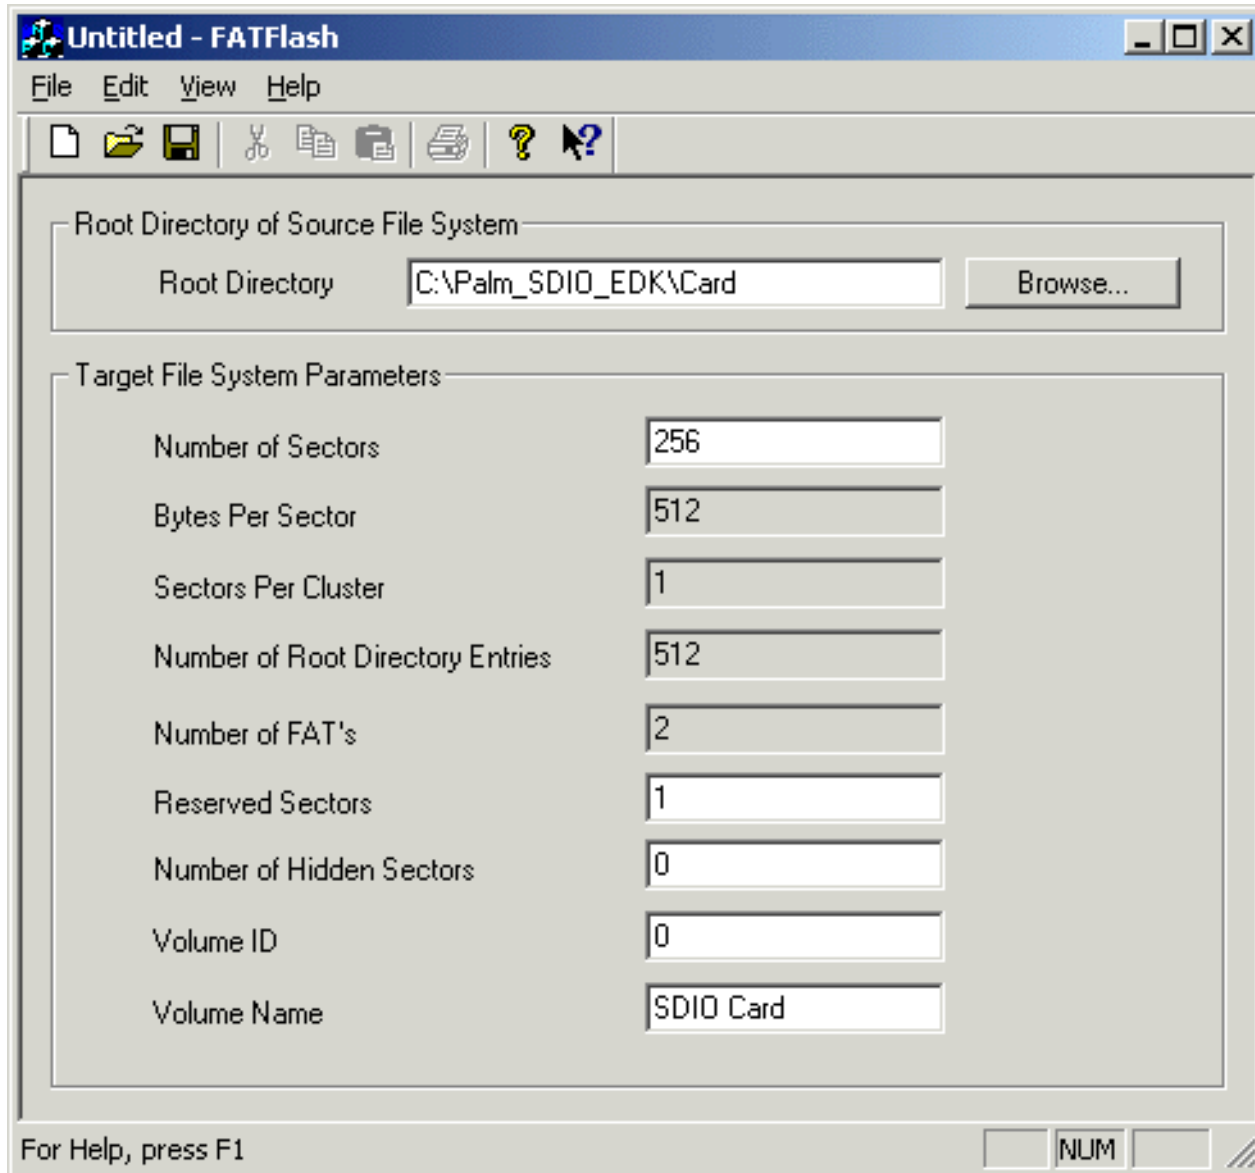 Untitled - FATFlash
File Edit View Help
Root Directory of Source File System
Root Directory C:\Palm_SDIO_EDK\Card Browse...
Target File System Parameters
Number of Sectors 256
Bytes Per Sector 512
Sectors Per Cluster 1
Number of Root Directory Entries 512
Number of FAT's 2
Reserved Sectors 1
Number of Hidden Sectors 0
Volume ID 0
Volume Name SDIO Card
For Help, press F1 NUM